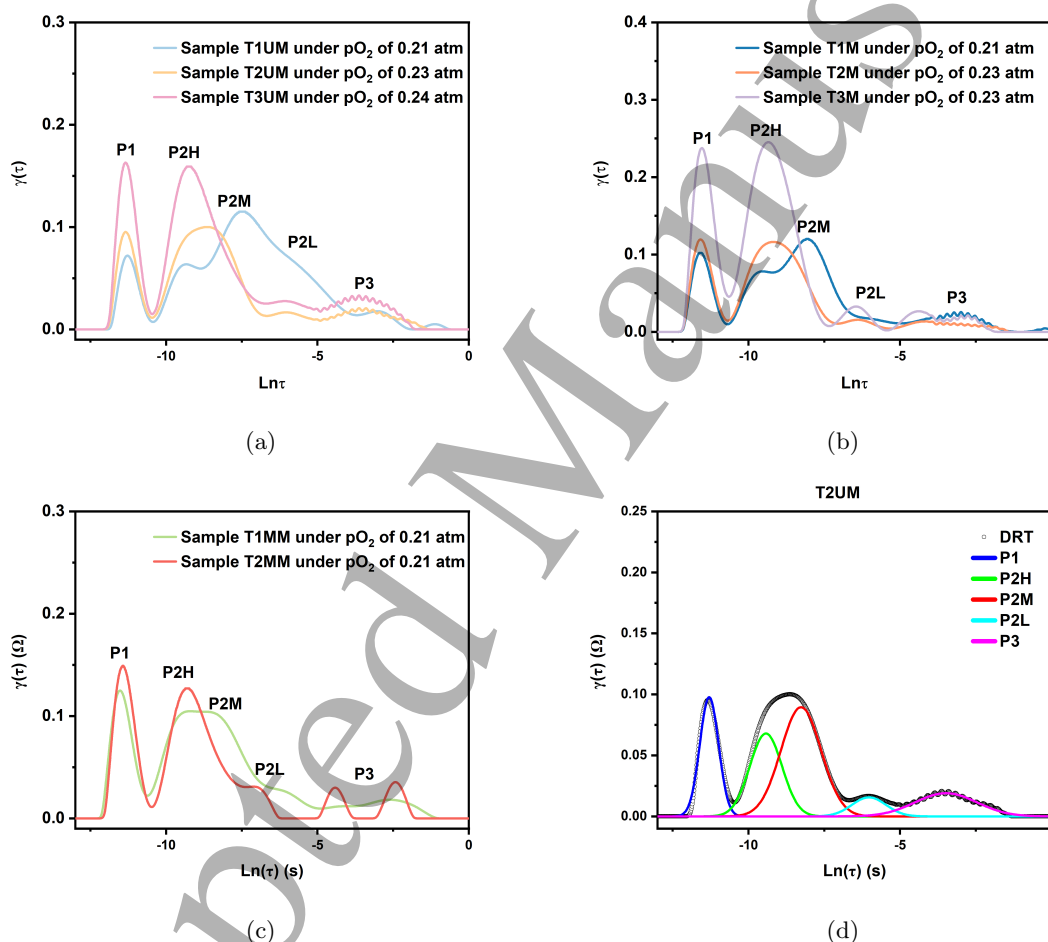 0.3
0.2
0.1
0.0
γ(τ)
Sample T1UM under pO2 of 0.21 atm
Sample T2UM under pO2 of 0.23 atm
Sample T3UM under pO2 of 0.24 atm
P1
P2H
P2M
P2L
P3
-10
-5
0
Lnτ
(a)
0.4
0.3
0.2
0.1
0.0
γ(τ)
Sample T1M under pO2 of 0.21 atm
Sample T2M under pO2 of 0.23 atm
Sample T3M under pO2 of 0.23 atm
P1
P2H
P2M
P2L
P3
-10
-5
Lnτ
(b)
0.3
0.2
0.1
0.0
γ(τ) (Ω)
Sample T1MM under pO2 of 0.21 atm
Sample T2MM under pO2 of 0.21 atm
P1
P2H
P2M
P2L
P3
-10
-5
0
Ln(τ) (s)
(c)
T2UM
0.25
0.20
0.15
0.10
0.05
0.00
γ(τ) (Ω)
DRT
P1
P2H
P2M
P2L
P3
-10
-5
Ln(τ) (s)
(d)
pted Manus